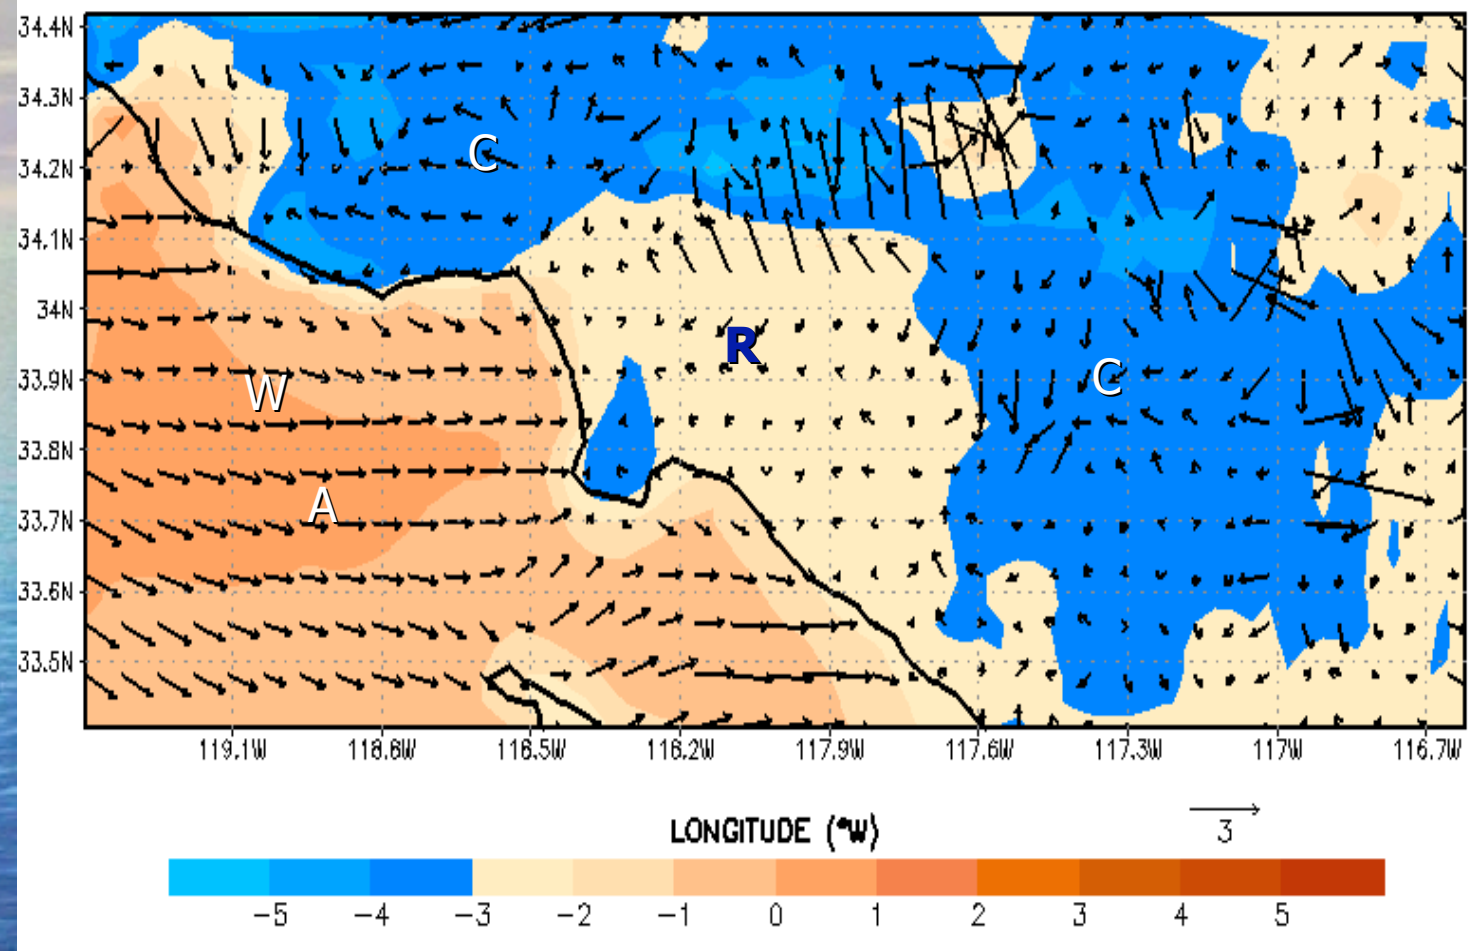 34.4N
34.3N
34.2N
C
34.1N
34N
R
33.9N
W
C
33.8N
A
33.7N
33.6N
33.5N
119.1W 118.8W 118.5W 118.2W 117.9W 117.6W 117.3W 117W 116.7W
LONGITUDE (°W)
3
-5 -4 -3 -2 -1 0 1 2 3 4 5